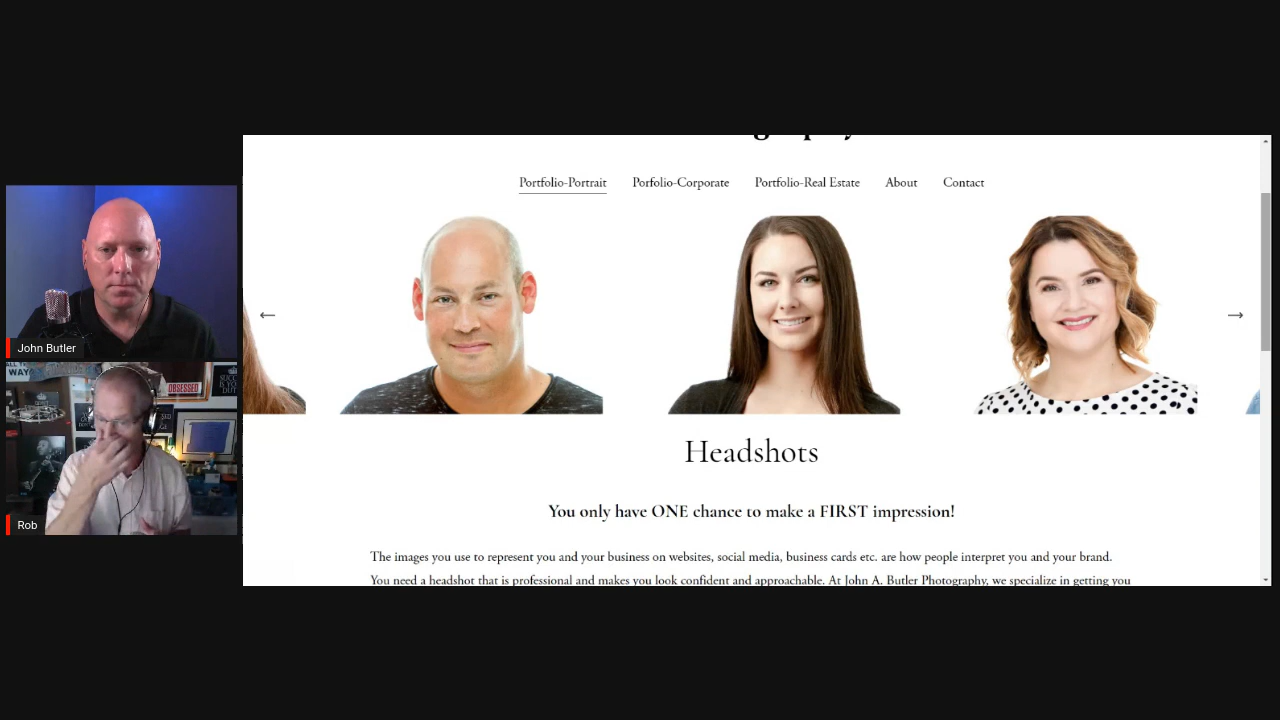 Portfolio-Portrait Porfolio-Corporate Portfolio-Real Estate About Contact
John Butler
OBSESSED
Rob
Headshots
You only have ONE chance to make a FIRST impression!
The images you use to represent you and your business on websites, social media, business cards etc. are how people interpret you and your brand.
You need a headshot that is professional and makes you look confident and approachable. At John A. Butler Photography, we specialize in getting you